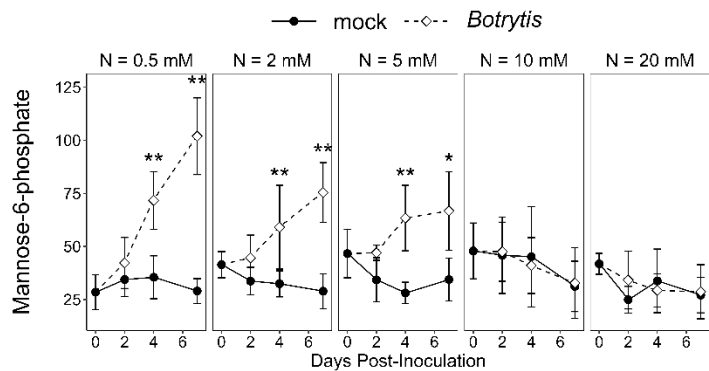 mock Botrytis
N = 0.5 mM N = 2 mM N = 5 mM N = 10 mM N = 20 mM
Mannose-6-phosphate
125
100
75
50
25
** ** ** ** ** *
0 2 4 6 0 2 4 6 0 2 4 6 0 2 4 6 0 2 4 6
Days Post-Inoculation